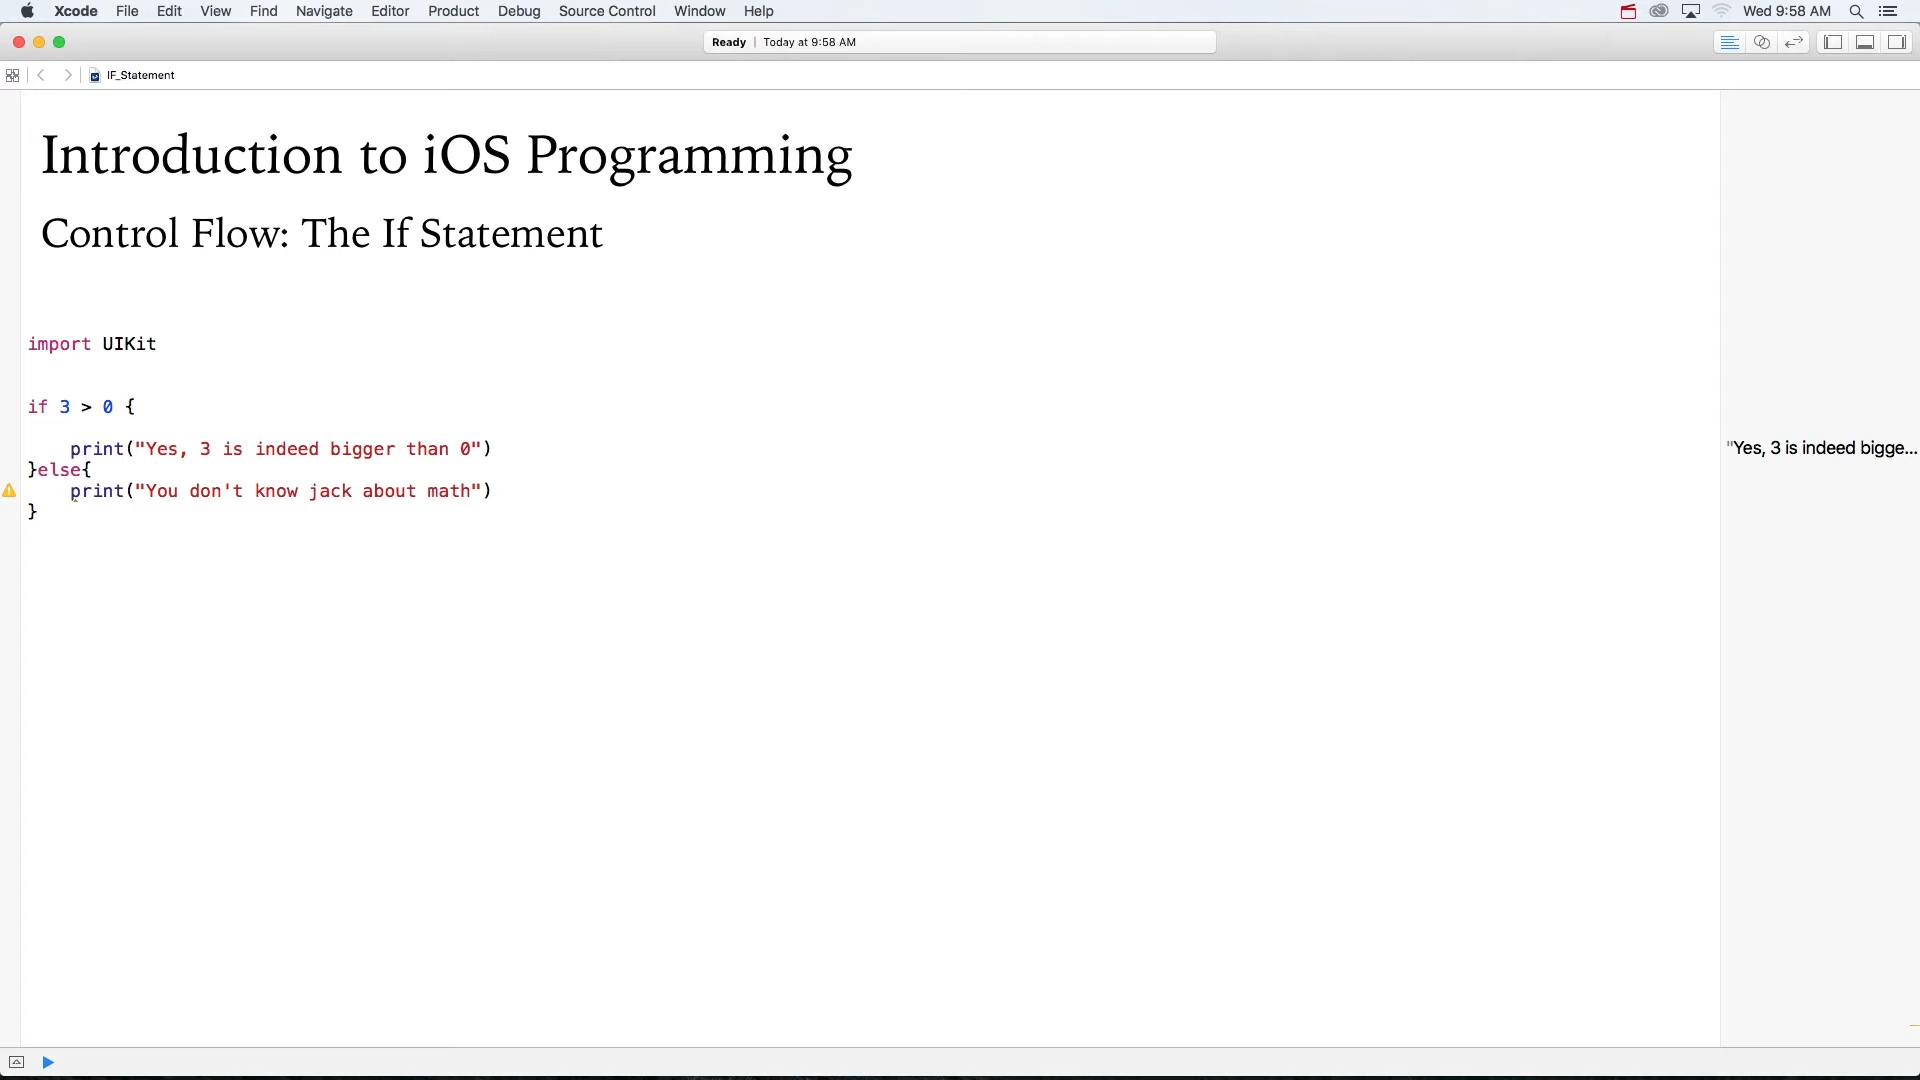 Xcode File Edit View Find Navigate Editor Product Debug Source Control Window Help Wed 9:58 AM
Ready | Today at 9:58 AM
IF_Statement
Introduction to iOS Programming
Control Flow: The If Statement
import UIKit
if 3 > 0 {
print("Yes, 3 is indeed bigger than 0") "Yes, 3 is indeed bigge...
}else{
print("You don't know jack about math")
}